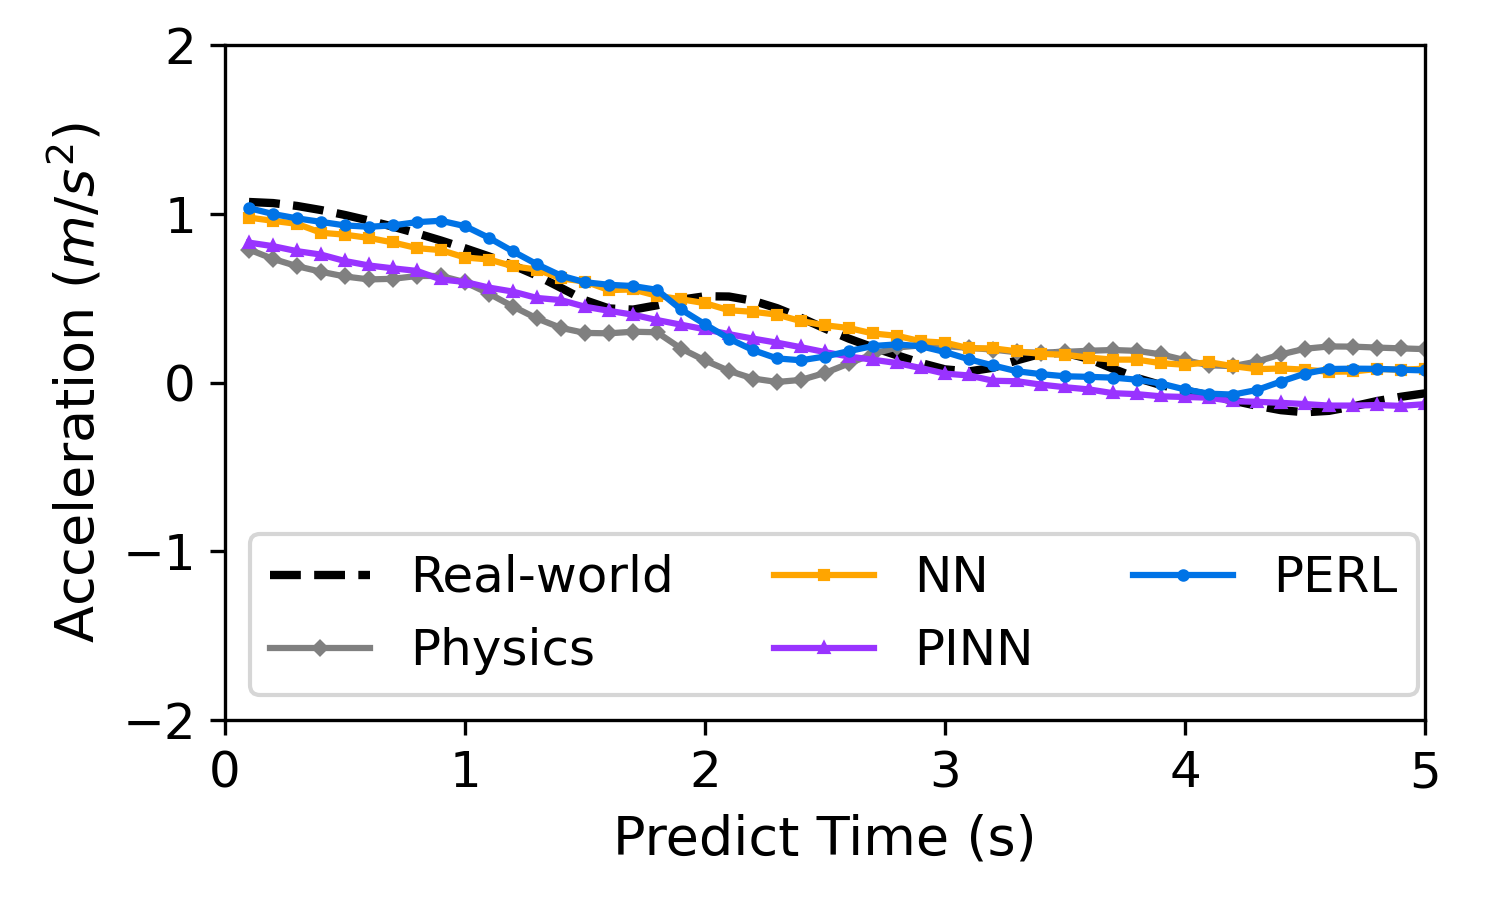 2
1
0
−1
−2
Acceleration (m/s²)
Real-world
NN
PERL
Physics
PINN
0 1 2 3 4 5
Predict Time (s)